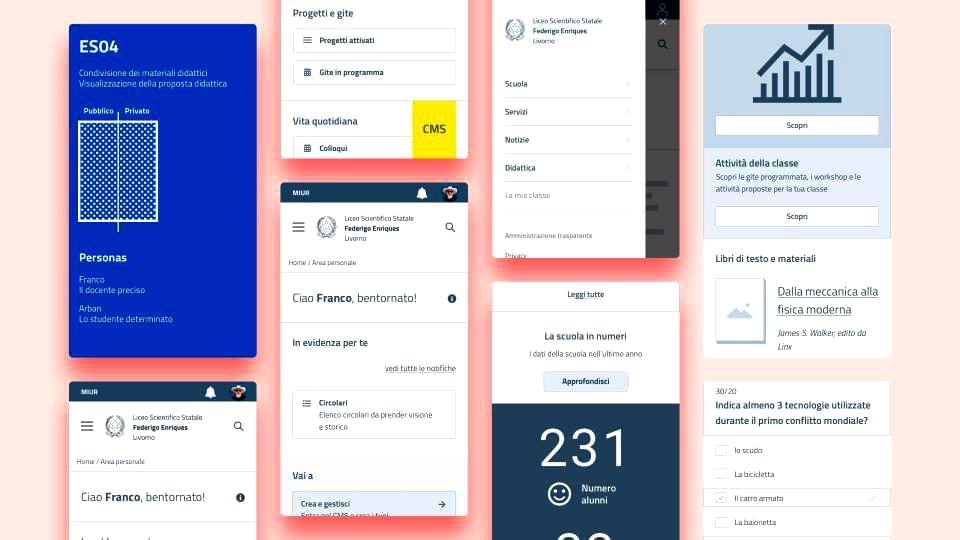 ES04
Condivisione dei materiali didattici
Visualizzazione della proposta didattica
Pubblico
Privato
Personas
Franco
Il docente preciso
Arban
Lo studente determinato
MIUR
Liceo Scientifico Statale
Federigo Enriques
Livorno
Home / Area personale
Ciao Franco, bentornato!
Progetti e gite
Progetti attivati
Gite in programma
Vita quotidiana
CMS
Colloqui
MIUR
Liceo Scientifico Statale
Federigo Enriques
Livorno
Home / Area personale
Ciao Franco, bentornato!
In evidenza per te
vedi tutte le notifiche
Circolari
Elenco circolari da prender visione
e storico
Vai a
Crea e gestisci
Entra nel CMS e crea i tuoi
Liceo Scientifico Statale
Federigo Enriques
Livorno
Scuola
Servizi
Notizie
Didattica
La mia classe
Amministrazione trasparente
Privacy
Leggi tutte
La scuola in numeri
I dati della scuola nell'ultimo anno
Approfondisci
231
Numero
alunni
Scopri
Attività della classe
Scopri le gite programmata, i workshop e le
attività proposte per la tua classe
Scopri
Libri di testo e materiali
Dalla meccanica alla
fisica moderna
James S. Walker, edito da
Linx
30/20
Indica almeno 3 tecnologie utilizzate
durante il primo conflitto mondiale?
lo scudo
La bicicletta
Il carro armato
La baionetta